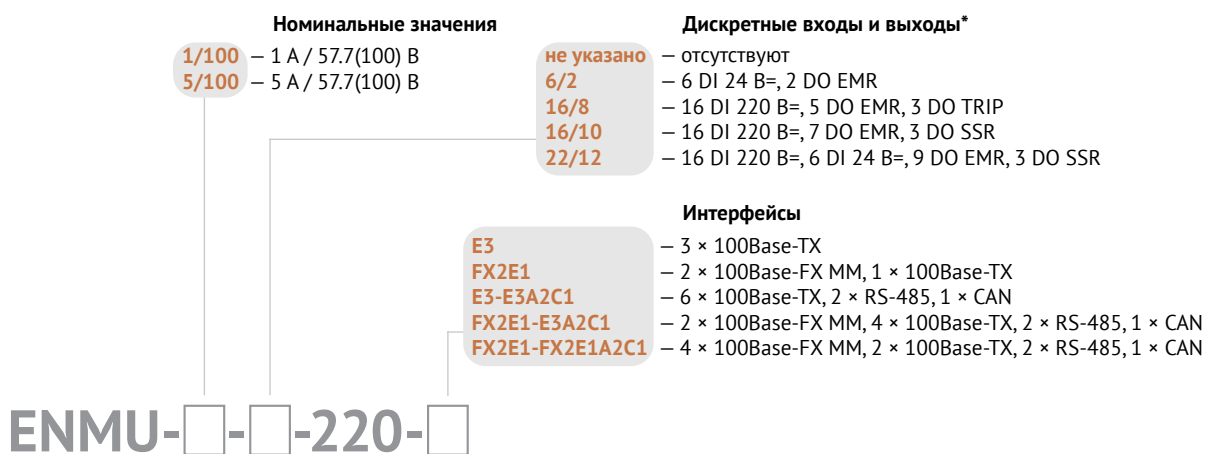 Номинальные значения
1/100 – 1 А / 57.7(100) В
5/100 – 5 А / 57.7(100) В
Дискретные входы и выходы*
не указано – отсутствуют
6/2 – 6 DI 24 В=, 2 DO EMR
16/8 – 16 DI 220 В=, 5 DO EMR, 3 DO TRIP
16/10 – 16 DI 220 В=, 7 DO EMR, 3 DO SSR
22/12 – 16 DI 220 В=, 6 DI 24 В=, 9 DO EMR, 3 DO SSR
Интерфейсы
E3 – 3 × 100Base-TX
FX2E1 – 2 × 100Base-FX MM, 1 × 100Base-TX
E3-E3A2C1 – 6 × 100Base-TX, 2 × RS-485, 1 × CAN
FX2E1-E3A2C1 – 2 × 100Base-FX MM, 4 × 100Base-TX, 2 × RS-485, 1 × CAN
FX2E1-FX2E1A2C1 – 4 × 100Base-FX MM, 2 × 100Base-TX, 2 × RS-485, 1 × CAN
ENMU-□-□-220-□